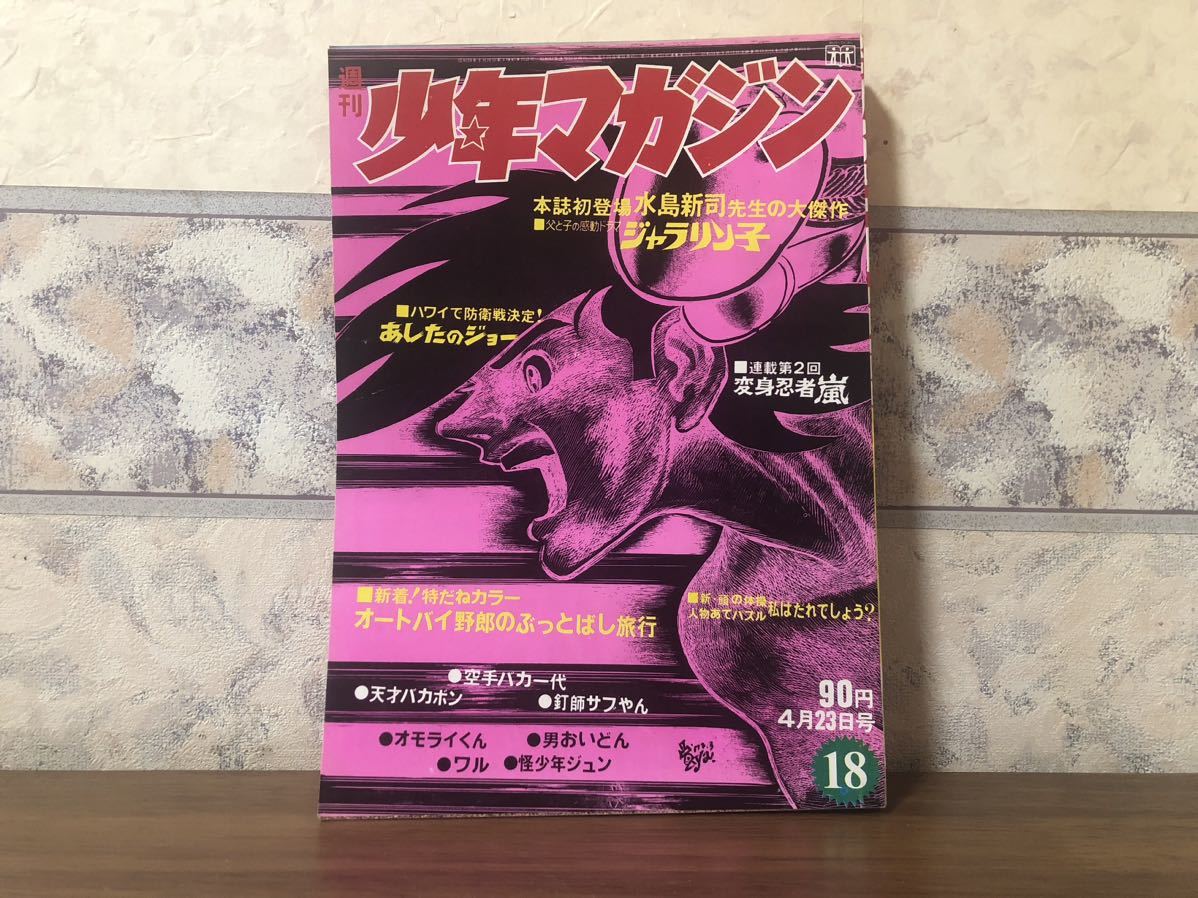 週刊
少年マガジン
本誌初登場水島新司先生の大傑作
■父と子の感動ドラマ ジャラリン子
■ハワイで防衛戦決定!
あしたのジョー
■連載第2回
変身忍者嵐
■新着!特だねカラー
オートバイ野郎のぶっとばし旅行
■新・頭の体操
人物あてパズル 私はだれでしょう?
●空手バカ一代
●天才バカボン ●釘師サブやん
●オモライくん ●男おいどん
●ワル ●怪少年ジュン
90円
4月23日号
18